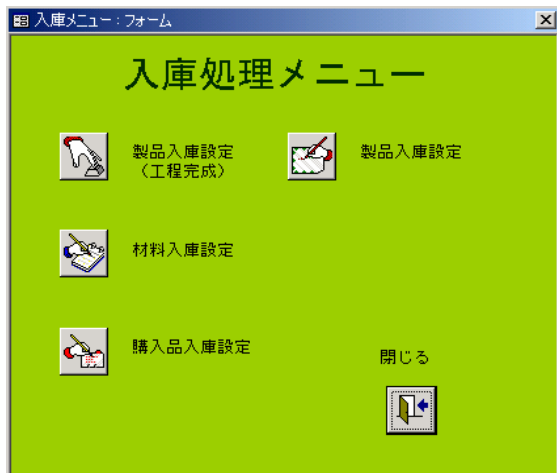 入庫メニュー : フォーム
入庫処理メニュー
製品入庫設定
（工程完成）
製品入庫設定
材料入庫設定
購入品入庫設定
閉じる